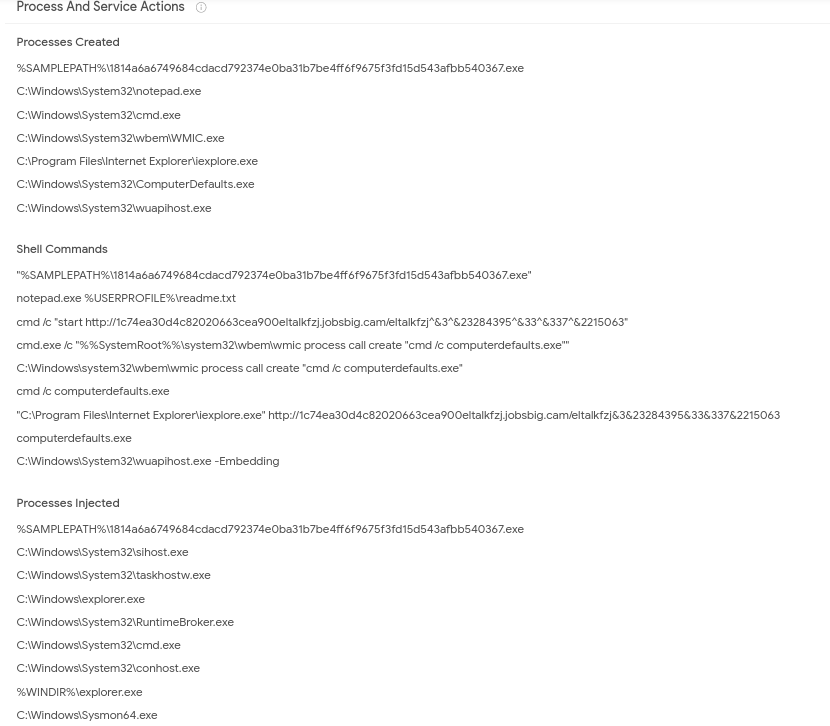 Process And Service Actions
Processes Created
%SAMPLEPATH%\1814a6a6749684cdacd792374e0ba31b7be4ff6f9675f3fd15d543afbb540367.exe
C:\Windows\System32\notepad.exe
C:\Windows\System32\cmd.exe
C:\Windows\System32\wbem\WMIC.exe
C:\Program Files\Internet Explorer\iexplore.exe
C:\Windows\System32\ComputerDefaults.exe
C:\Windows\System32\wuapihost.exe
Shell Commands
"%SAMPLEPATH%\1814a6a6749684cdacd792374e0ba31b7be4ff6f9675f3fd15d543afbb540367.exe"
notepad.exe %USERPROFILE%\readme.txt
cmd /c "start http://1c74ea30d4c82020663cea900eltalkfzj.jobsbig.cam/eltalkfzj^&3^&23284395^&33^&337^&2215063"
cmd.exe /c "%%SystemRoot%%\system32\wbem\wmic process call create "cmd /c computerdefaults.exe""
C:\Windows\system32\wbem\wmic process call create "cmd /c computerdefaults.exe"
cmd /c computerdefaults.exe
"C:\Program Files\Internet Explorer\iexplore.exe" http://1c74ea30d4c82020663cea900eltalkfzj.jobsbig.cam/eltalkfzj&3&23284395&33&337&2215063
computerdefaults.exe
C:\Windows\System32\wuapihost.exe -Embedding
Processes Injected
%SAMPLEPATH%\1814a6a6749684cdacd792374e0ba31b7be4ff6f9675f3fd15d543afbb540367.exe
C:\Windows\System32\sihost.exe
C:\Windows\System32\taskhostw.exe
C:\Windows\explorer.exe
C:\Windows\System32\RuntimeBroker.exe
C:\Windows\System32\cmd.exe
C:\Windows\System32\conhost.exe
%WINDIR%\explorer.exe
C:\Windows\Sysmon64.exe